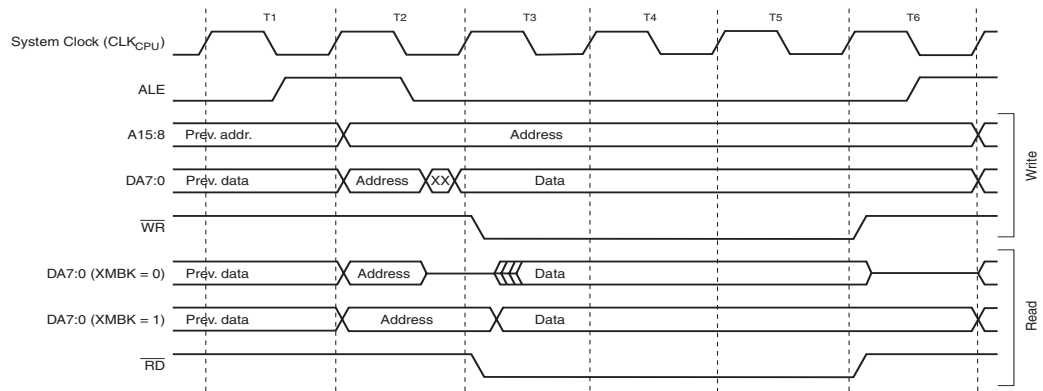 T1 T2 T3 T4 T5 T6
System Clock (CLKCPU)
ALE
A15:8 Prev. addr. Address
DA7:0 Prev. data Address XX Data
WR
Write
DA7:0 (XMBK = 0) Prev. data Address Data
DA7:0 (XMBK = 1) Prev. data Address Data
RD
Read